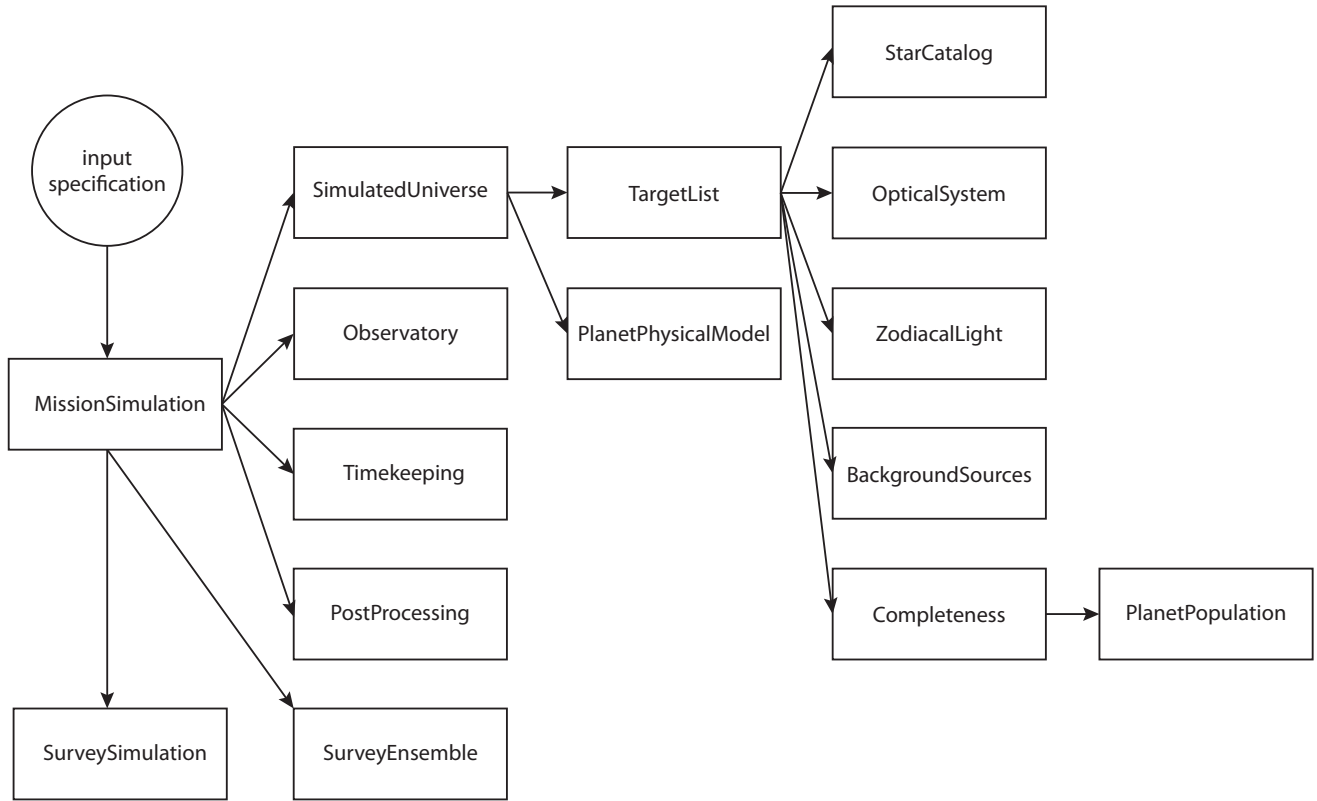 StarCatalog
input
specification
SimulatedUniverse
TargetList
OpticalSystem
Observatory
PlanetPhysicalModel
ZodiacalLight
MissionSimulation
Timekeeping
BackgroundSources
PostProcessing
Completeness
PlanetPopulation
SurveySimulation
SurveyEnsemble